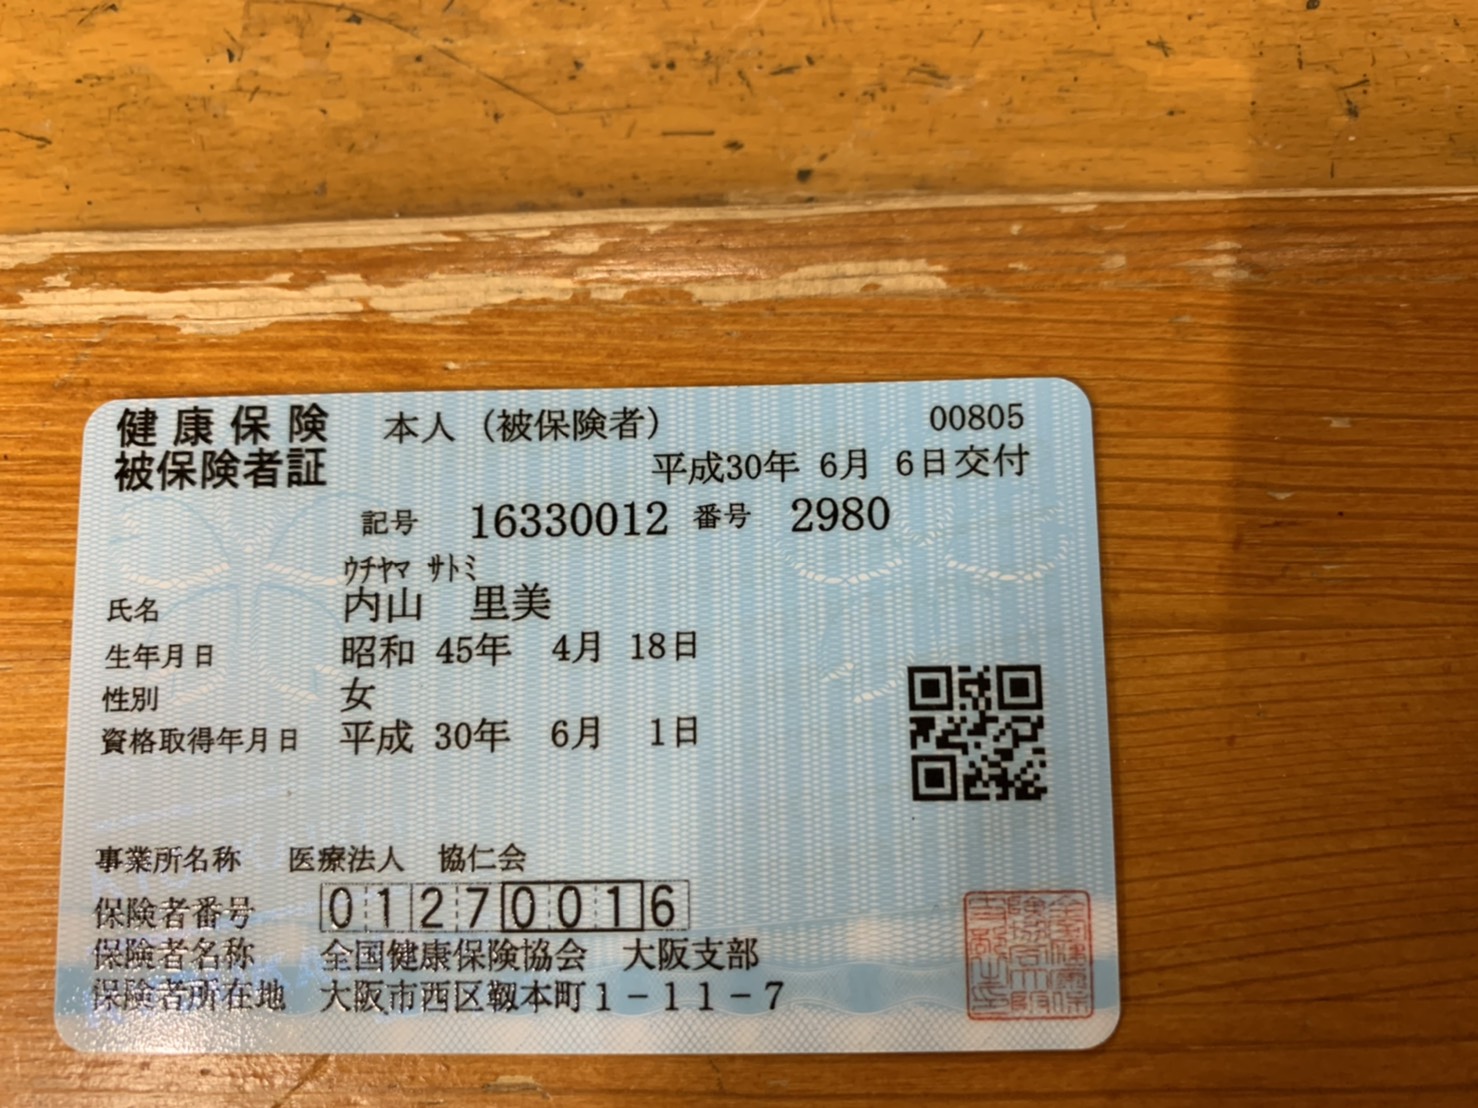 健康保険 本人（被保険者） 00805
被保険者証 平成30年 6月 6日交付
記号 16330012 番号 2980
ｳﾁﾔﾏ ｻﾄﾐ
氏名 内山 里美
生年月日 昭和 45年 4月 18日
性別 女
資格取得年月日 平成 30年 6月 1日
事業所名称 医療法人 協仁会
保険者番号 01270016
保険者名称 全国健康保険協会 大阪支部
保険者所在地 大阪市西区靱本町1－11－7